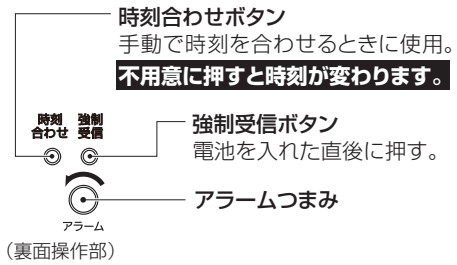 時刻合わせボタン
手動で時刻を合わせるときに使用。
不用意に押すと時刻が変わります。
時刻
合わせ
強制
受信
強制受信ボタン
電池を入れた直後に押す。
アラームつまみ
アラーム
(裏面操作部)